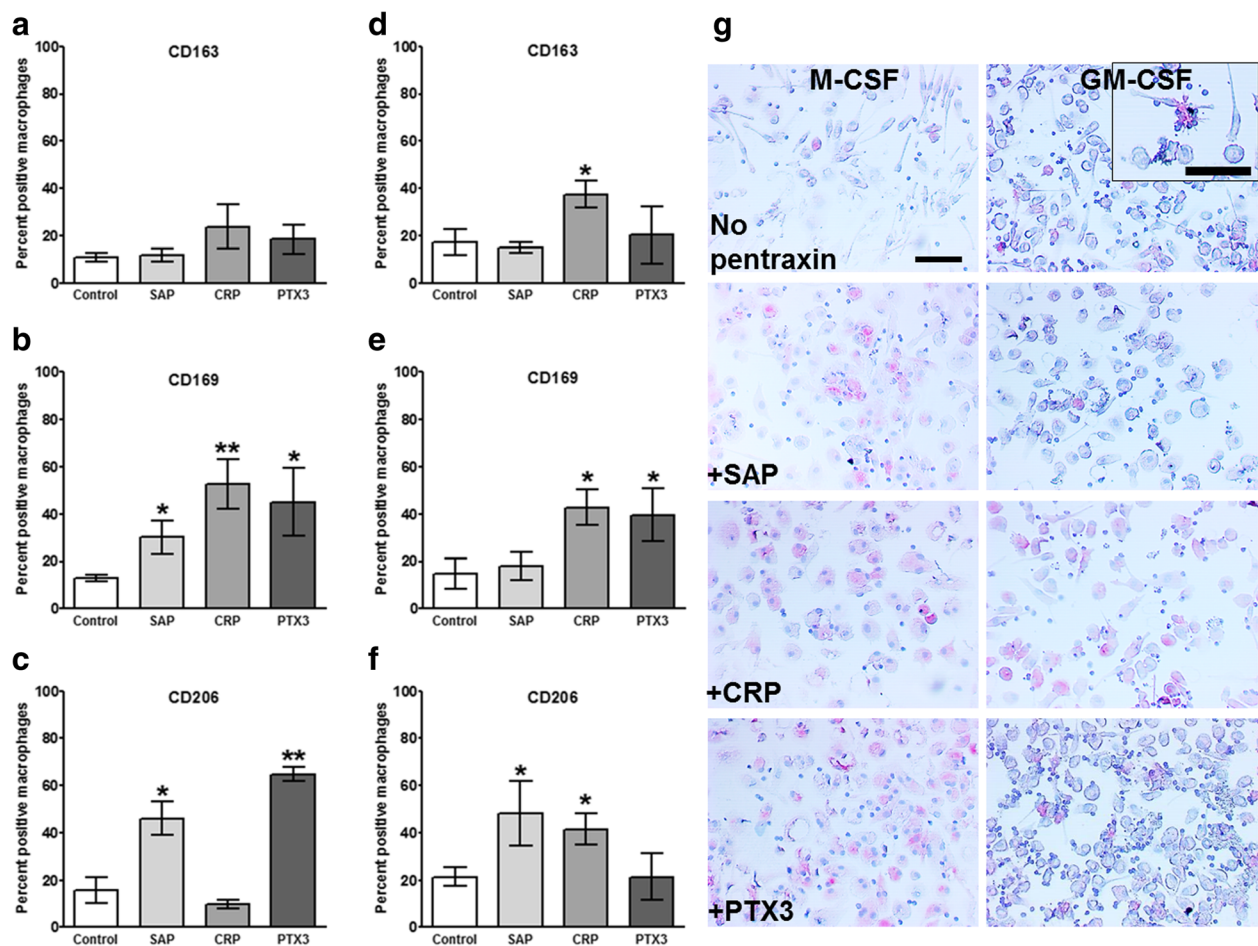 a
CD163
Percent positive macrophages
100
80
60
40
20
0
Control SAP CRP PTX3
b
CD169
Percent positive macrophages
100
80
60
40
20
0
* ** *
Control SAP CRP PTX3
c
CD206
Percent positive macrophages
100
80
60
40
20
0
* **
Control SAP CRP PTX3
d
CD163
Percent positive macrophages
100
80
60
40
20
0
*
Control SAP CRP PTX3
e
CD169
Percent positive macrophages
100
80
60
40
20
0
* *
Control SAP CRP PTX3
f
CD206
Percent positive macrophages
100
80
60
40
20
0
* *
Control SAP CRP PTX3
g
M-CSF GM-CSF
No
pentraxin
+SAP
+CRP
+PTX3